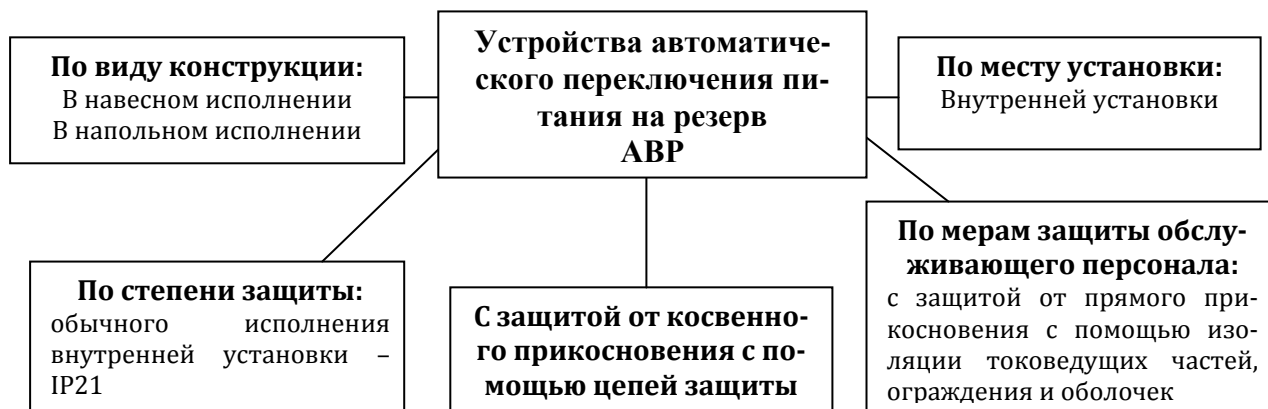 Устройства автоматиче-
ского переключения пи-
тания на резерв
АВР
По виду конструкции:
В навесном исполнении
В напольном исполнении
По месту установки:
Внутренней установки
По степени защиты:
обычного исполнения
внутренней установки –
IP21
С защитой от косвенно-
го прикосновения с по-
мощью цепей защиты
По мерам защиты обслу-
живающего персонала:
с защитой от прямого при-
косновения с помощью изо-
ляции токоведущих частей,
ограждения и оболочек